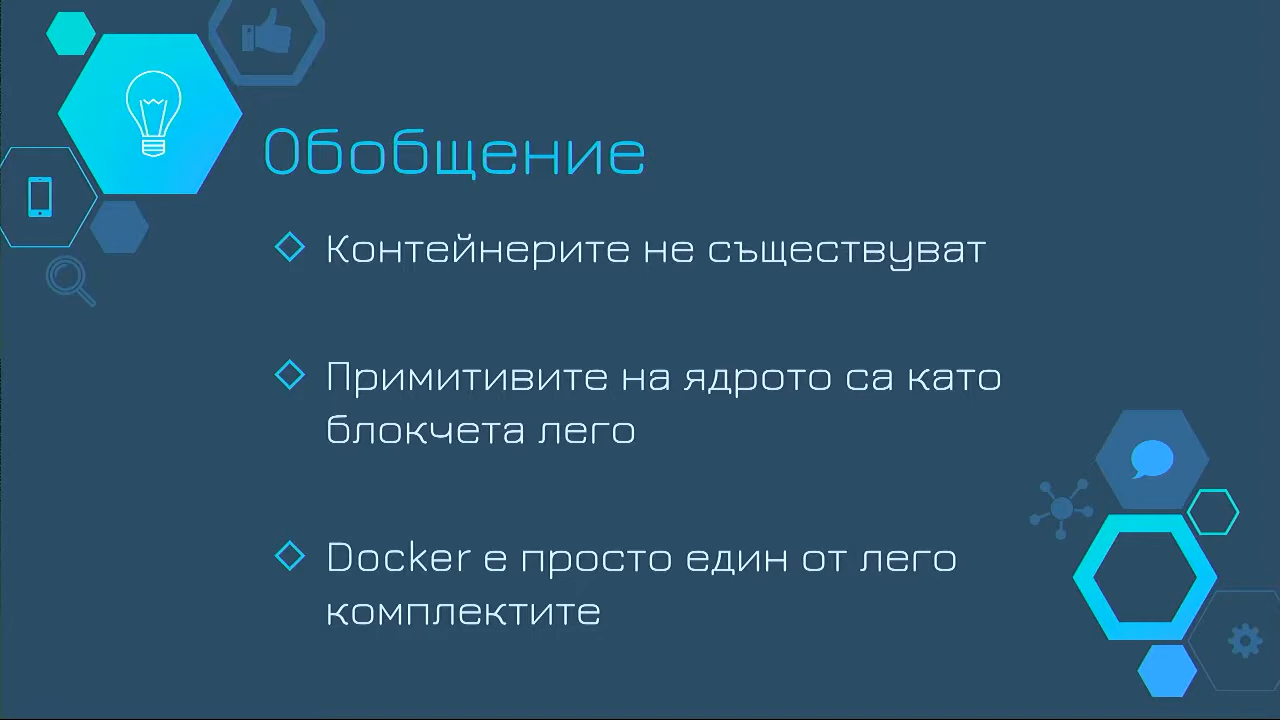 Обобщение
Контейнерите не съществуват
Примитивите на ядрото са като
блокчета лего
Docker е просто един от лего
комплектите